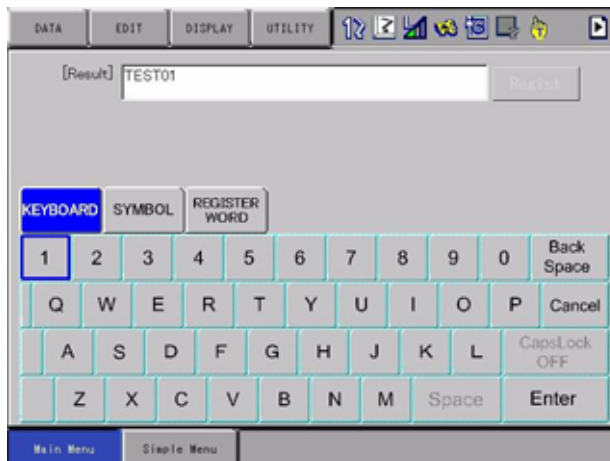 DATA EDIT DISPLAY UTILITY
[Result] TEST01 Regist
KEYBOARD SYMBOL REGISTER WORD
1 2 3 4 5 6 7 8 9 0 Back Space
Q W E R T Y U I O P Cancel
A S D F G H J K L CapsLock OFF
Z X C V B N M Space Enter
Main Menu Simple Menu